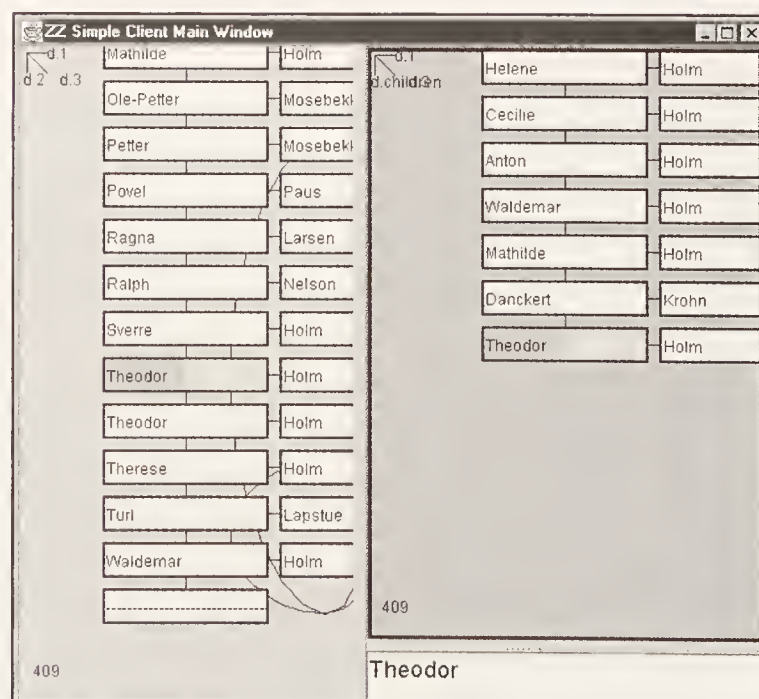 ZZ Simple Client Main Window
d.1
d.2 d.3
Mathilde Holm
Ole-Petter Mosebekk
Petter Mosebekk
Povel Paus
Ragna Larsen
Ralph Nelson
Sverre Holm
Theodor Holm
Theodor Holm
Therese Holm
Turi Lapstue
Waldemar Holm
409
d.1
d.children
Helene Holm
Cecilie Holm
Anton Holm
Waldemar Holm
Mathilde Holm
Danckert Krohn
Theodor Holm
409
Theodor